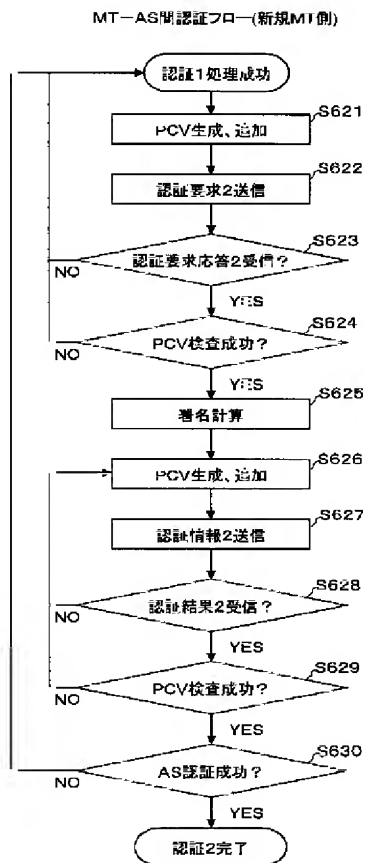 MT－AS間認証フロー(新規MT側)
認証1処理成功
S621
PCV生成、追加
S622
認証要求2送信
S623
認証要求応答2受信？
NO
YES
S624
PCV検査成功？
NO
YES
S625
署名計算
S626
PCV生成、追加
S627
認証情報2送信
S628
認証結果2受信？
NO
YES
S629
PCV検査成功？
NO
YES
S630
AS認証成功？
NO
YES
認証2完了